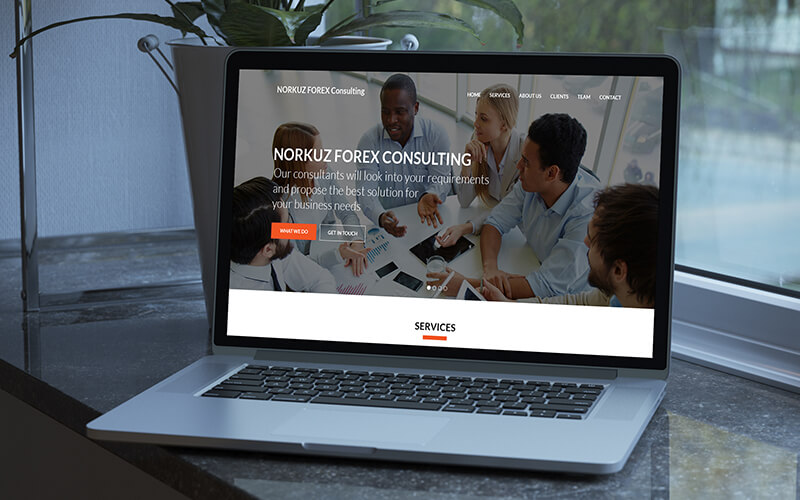 NORKUZ FOREX Consulting
HOME SERVICES ABOUT US CLIENTS TEAM CONTACT
NORKUZ FOREX CONSULTING
Our consultants will look into your requirements
and propose the best solution for
your business needs
WHAT WE DO GET IN TOUCH
SERVICES